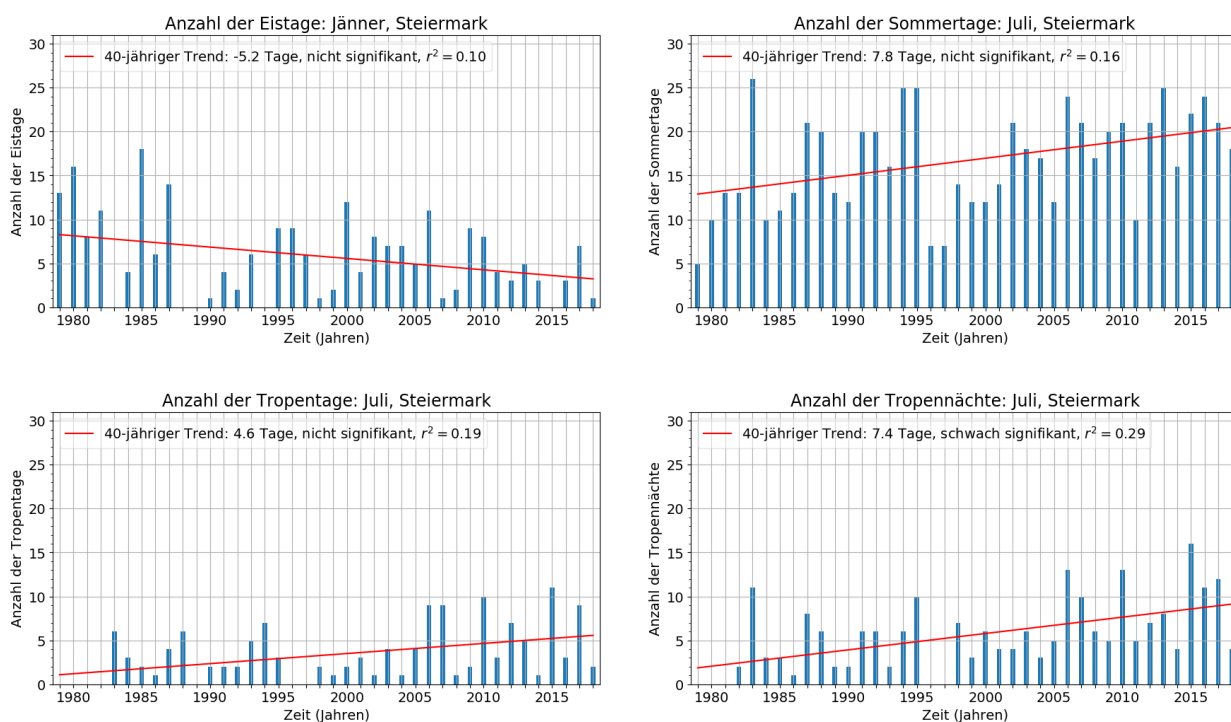 Anzahl der Eistage: Jänner, Steiermark
40-jähriger Trend: -5.2 Tage, nicht signifikant, r² = 0.10
Anzahl der Eistage
30
25
20
15
10
5
0
1980 1985 1990 1995 2000 2005 2010 2015
Zeit (Jahren)
Anzahl der Sommertage: Juli, Steiermark
40-jähriger Trend: 7.8 Tage, nicht signifikant, r² = 0.16
Anzahl der Sommertage
30
25
20
15
10
5
0
1980 1985 1990 1995 2000 2005 2010 2015
Zeit (Jahren)
Anzahl der Tropentage: Juli, Steiermark
40-jähriger Trend: 4.6 Tage, nicht signifikant, r² = 0.19
Anzahl der Tropentage
30
25
20
15
10
5
0
1980 1985 1990 1995 2000 2005 2010 2015
Zeit (Jahren)
Anzahl der Tropennächte: Juli, Steiermark
40-jähriger Trend: 7.4 Tage, schwach signifikant, r² = 0.29
Anzahl der Tropennächte
30
25
20
15
10
5
0
1980 1985 1990 1995 2000 2005 2010 2015
Zeit (Jahren)